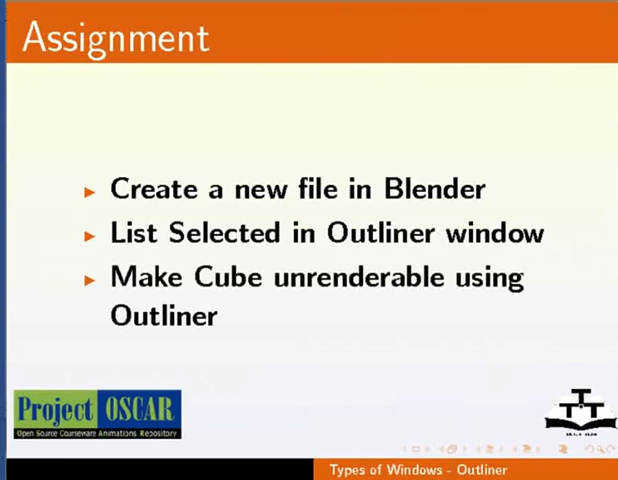 Assignment
Create a new file in Blender
List Selected in Outliner window
Make Cube unrenderable using
Outliner
Project OSCAR
Open Source Courseware Animations Repository
Types of Windows - Outliner